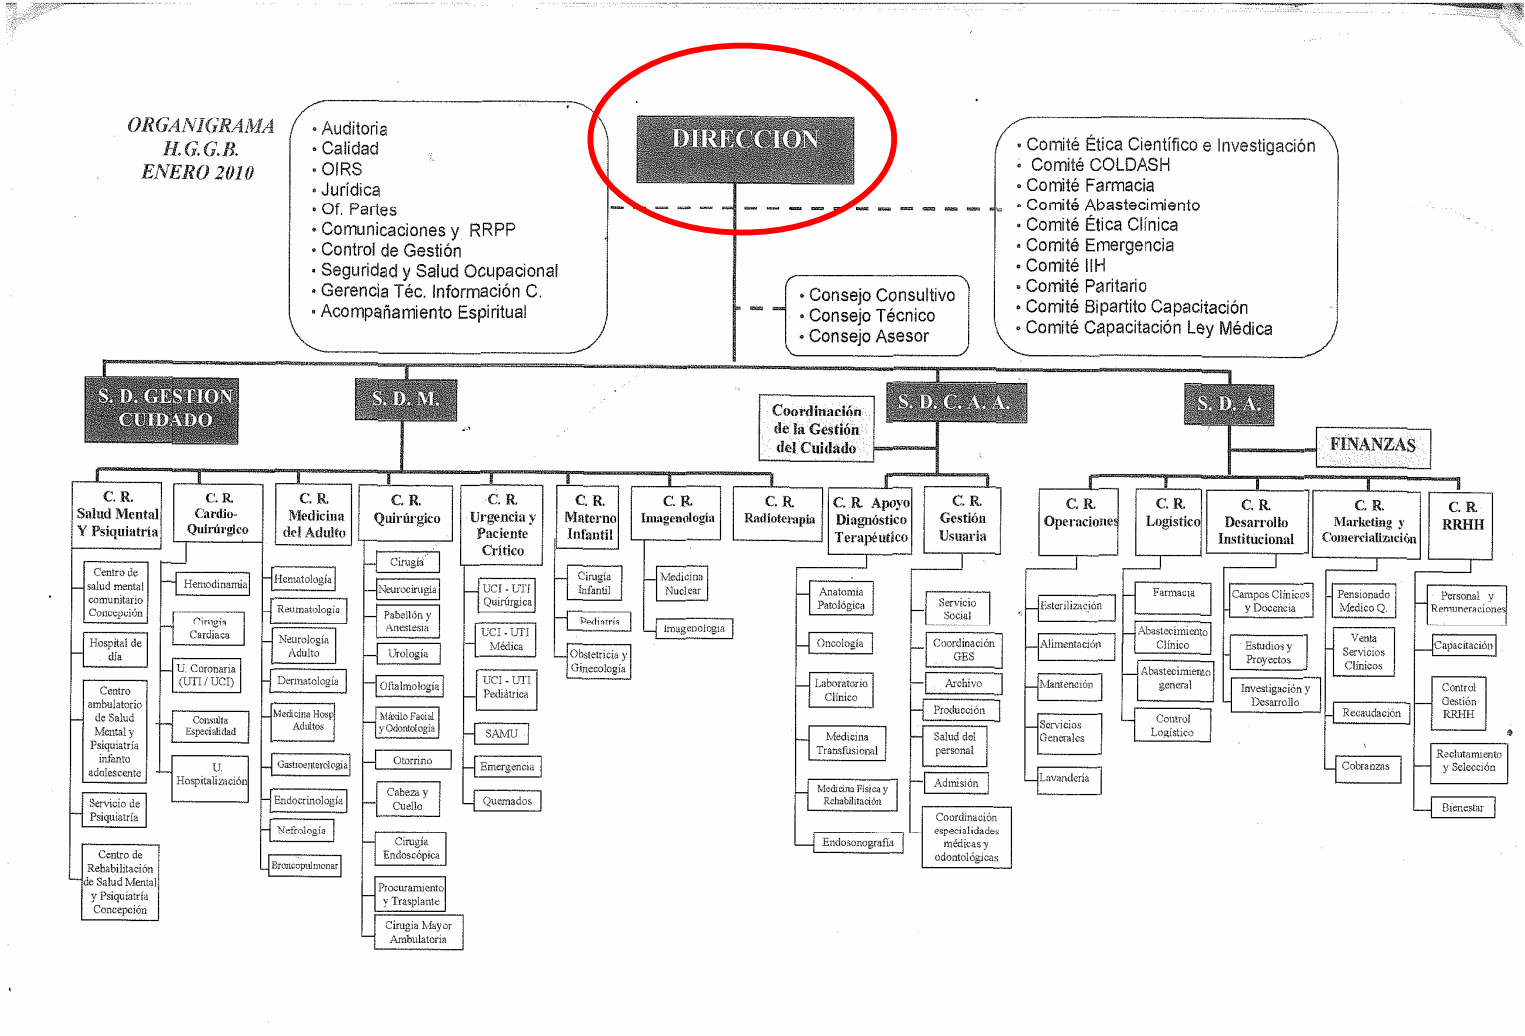 ORGANIGRAMA
H.G.G.B.
ENERO 2010
• Auditoria
• Calidad
• OIRS
• Jurídica
• Of. Partes
• Comunicaciones y RRPP
• Control de Gestión
• Seguridad y Salud Ocupacional
• Gerencia Téc. Información C.
• Acompañamiento Espiritual
DIRECCION
• Comité Ética Científico e Investigación
• Comité COLDASH
• Comité Farmacia
• Comité Abastecimiento
• Comité Ética Clínica
• Comité Emergencia
• Comité IIH
• Comité Paritario
• Comité Bipartito Capacitación
• Comité Capacitación Ley Médica
• Consejo Consultivo
• Consejo Técnico
• Consejo Asesor
S. D. GESTION
CUIDADO
S. D. M.
Coordinación
de la Gestión
del Cuidado
S. D. C. A. A.
S. D. A.
FINANZAS
C. R.
Salud Mental
Y Psiquiatría
Centro de
salud mental
comunitario
Concepción
Hospital de
día
Centro
ambulatorio
de Salud
Mental y
Psiquiatría
infanto
adolescente
Servicio de
Psiquiatría
Centro de
Rehabilitación
de Salud Mental
y Psiquiatría
Concepción
C. R.
Cardio-
Quirúrgico
Hemodinamia
Cirugía
Cardiaca
U. Coronaria
(UTI / UCI)
Consulta
Especialidad
U.
Hospitalización
C. R.
Medicina
del Adulto
Hematología
Reumatología
Neurología
Adulto
Dermatología
Medicina Hosp
Adultos
Gastroenterología
Endocrinología
Nefrología
Broncopulmonar
C. R.
Quirúrgico
Cirugía
Neurocirugía
Pabellón y
Anestesia
Urología
Oftalmología
Máxilo Facial
y Odontología
Otorrino
Cabeza y
Cuello
Cirugía
Endoscópica
Procuramiento
y Trasplante
Cirugía Mayor
Ambulatoria
C. R.
Urgencia y
Paciente
Crítico
UCI - UTI
Quirúrgica
UCI - UTI
Médica
UCI - UTI
Pediátrica
SAMU
Emergencia
Quemados
C. R.
Materno
Infantil
Cirugía
Infantil
Pediatría
Obstetricia y
Ginecología
C. R.
Imagenología
Medicina
Nuclear
Imagenología
C. R.
Radioterapia
C. R. Apoyo
Diagnóstico
Terapéutico
Anatomía
Patológica
Oncología
Laboratorio
Clínico
Medicina
Transfusional
Medicina Física y
Rehabilitación
Endosonografía
C. R.
Gestión
Usuaria
Servicio
Social
Coordinación
GES
Archivo
Producción
Salud del
personal
Admisión
Coordinación
especialidades
médicas y
odontológicas
C. R.
Operaciones
Esterilización
Alimentación
Mantención
Servicios
Generales
Lavandería
C. R.
Logístico
Farmacia
Abastecimiento
Clínico
Abastecimiento
general
Control
Logístico
C. R.
Desarrollo
Institucional
Campos Clínicos
y Docencia
Estudios y
Proyectos
Investigación y
Desarrollo
C. R.
Marketing y
Comercialización
Pensionado
Medico Q.
Venta
Servicios
Clínicos
Recaudación
Cobranzas
C. R.
RRHH
Personal y
Remuneraciones
Capacitación
Control
Gestión
RRHH
Reclutamiento
y Selección
Bienestar